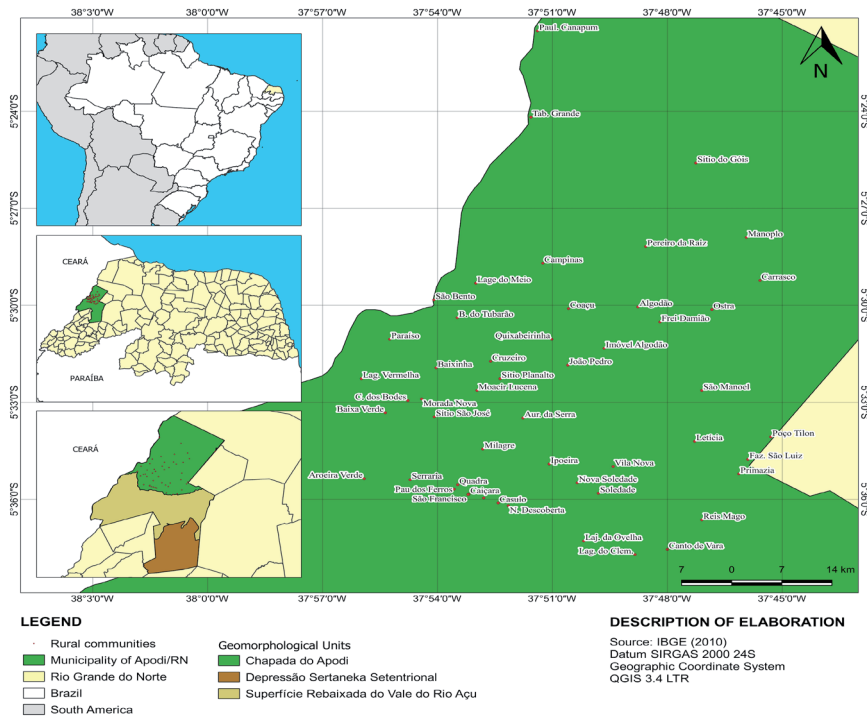 38°3'0"W 38°0'0"W 37°57'0"W 37°54'0"W 37°51'0"W 37°48'0"W 37°45'0"W
Paul. Canapum
N
5°24'0"S 5°24'0"S
Tab. Grande
Sítio do Góis
5°27'0"S 5°27'0"S
Manoplo
Pereiro da Raiz
CEARÁ
Campinas
Carrasco
Lage do Meio
São Bento
5°30'0"S 5°30'0"S
Coaçu Algodão Ostra
B. do Tubarão
Frei Damião
Paraíso Quixabeirinha
Imóvel Algodão
Cruzeiro
Baixinha João Pedro
PARAÍBA
Lag. Vermelha Sítio Planalto
Moacir Lucena São Manoel
C. dos Bodes
5°33'0"S 5°33'0"S
Morada Nova
Baixa Verde Sítio São José Aur. da Serra
Letícia Poço Tilon
CEARÁ
Milagre
Faz. São Luiz
Ipoeira Vila Nova
Primazia
Aroeira Verde Serraria
Quadra Nova Soledade
Pau dos Ferros Caiçara Soledade
São Francisco
5°36'0"S 5°36'0"S
Casulo
N. Descoberta
Reis Mago
Laj. da Ovelha
Lag. do Clem. Canto de Vara
7 0 7 14 km
38°3'0"W 38°0'0"W 37°57'0"W 37°54'0"W 37°51'0"W 37°48'0"W 37°45'0"W
LEGEND
Rural communities
Municipality of Apodi/RN
Rio Grande do Norte
Brazil
South America
Geomorphological Units
Chapada do Apodi
Depressão Sertaneka Setentrional
Superfície Rebaixada do Vale do Rio Açu
DESCRIPTION OF ELABORATION
Source: IBGE (2010)
Datum SIRGAS 2000 24S
Geographic Coordinate System
QGIS 3.4 LTR